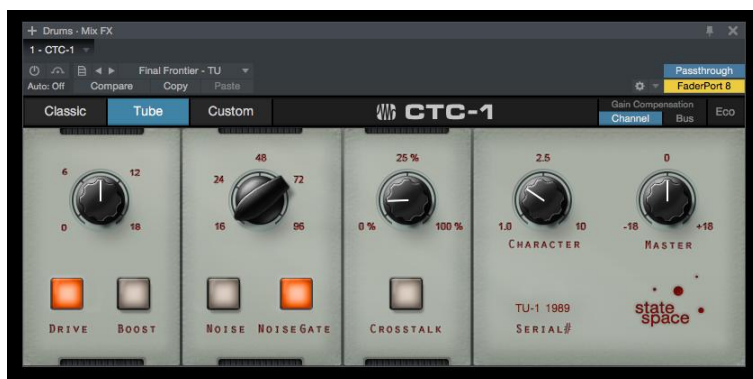 Drums · Mix FX
1 - CTC-1
Final Frontier - TU
Passthrough
Auto: Off Compare Copy Paste
FaderPort 8
Classic Tube Custom
CTC-1
Gain Compensation
Channel Bus
Eco
6 12
0 18
48
24 72
16 96
25 %
0 % 100 %
2.5
1.0 10
CHARACTER
0
-18 +18
MASTER
DRIVE BOOST
NOISE NOISEGATE
CROSSTALK
TU-1 1989
SERIAL#
state
space